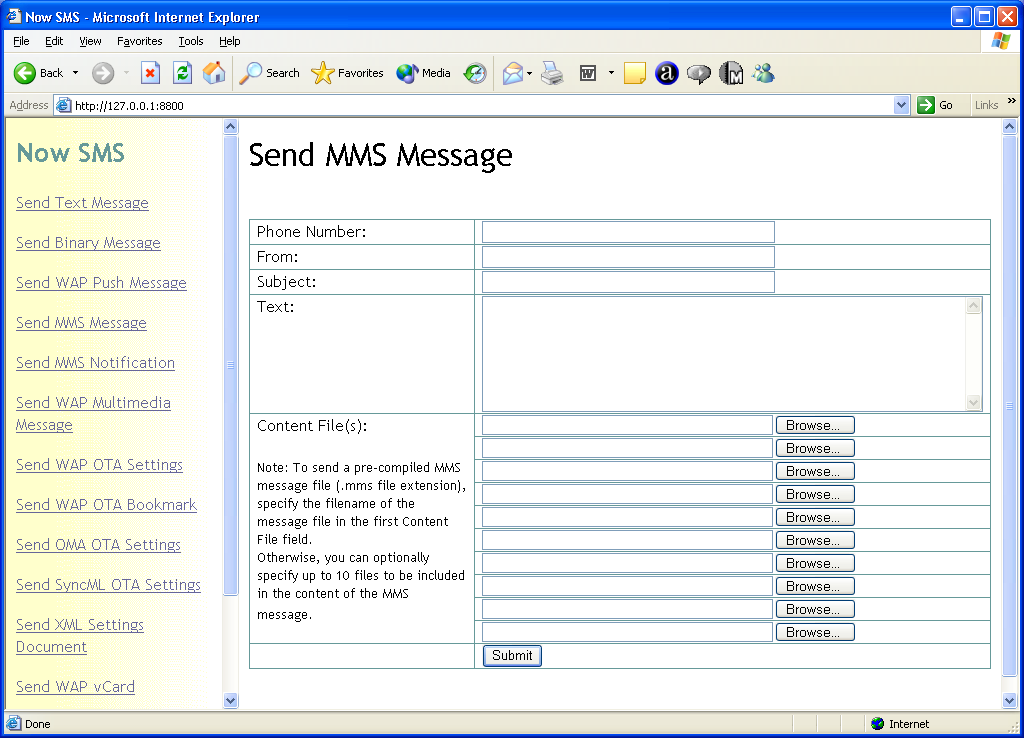 Now SMS - Microsoft Internet Explorer
File Edit View Favorites Tools Help
Back Search Favorites Media
Address http://127.0.0.1:8800 Go Links »
Now SMS
Send Text Message
Send Binary Message
Send WAP Push Message
Send MMS Message
Send MMS Notification
Send WAP Multimedia
Message
Send WAP OTA Settings
Send WAP OTA Bookmark
Send OMA OTA Settings
Send SyncML OTA Settings
Send XML Settings
Document
Send WAP vCard
Send MMS Message
Phone Number:
From:
Subject:
Text:
Content File(s):
Note: To send a pre-compiled MMS
message file (.mms file extension),
specify the filename of the
message file in the first Content
File field.
Otherwise, you can optionally
specify up to 10 files to be included
in the content of the MMS
message.
Browse...
Browse...
Browse...
Browse...
Browse...
Browse...
Browse...
Browse...
Browse...
Browse...
Submit
Done Internet